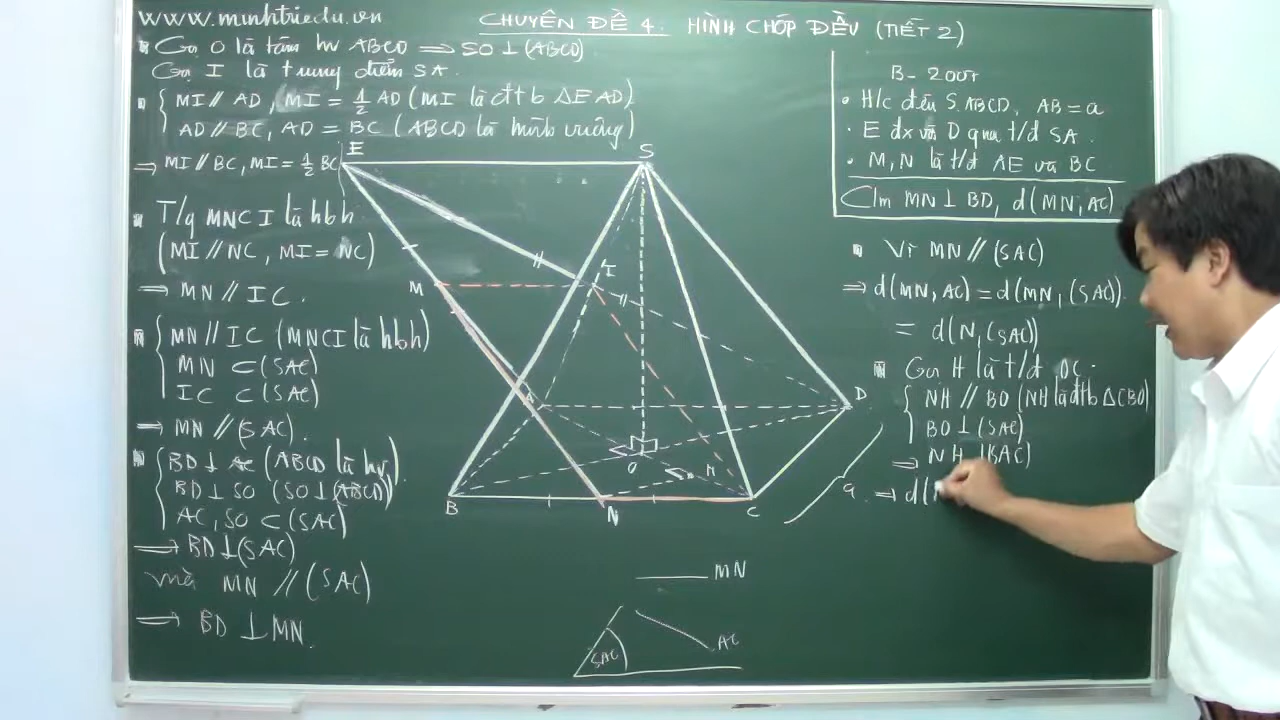 www.minhtriedu.vn
CHUYÊN ĐỀ 4: HÌNH CHÓP ĐỀU (TIẾT 2)
Gọi O là tâm hv ABCD ⟹ SO ⊥ (ABCD)
Gọi I là trung điểm SA.
MI // AD, MI = 1/2 AD (MI là đtb ΔEAD)
AD // BC, AD = BC (ABCD là hình vuông)
⟹ MI // BC, MI = 1/2 BC
T/g MNCI là hbh
(MI // NC, MI = NC)
⟹ MN // IC.
MN // IC (MNCI là hbh)
MN ⊂ (SAC)
IC ⊂ (SAC)
⟹ MN // (SAC).
BD ⊥ AC (ABCD là hv)
BD ⊥ SO (SO ⊥ (ABCD))
AC, SO ⊂ (SAC)
⟹ BD ⊥ (SAC)
mà MN // (SAC)
⟹ BD ⊥ MN.
E
S
I
M
A
D
O
H
B
N
C
a
MN
SAC
AC
B-2007
• H/c đều S.ABCD, AB = a
• E đx với D qua t/đ SA.
• M, N là t/đ AE và BC
C/m MN ⊥ BD, d(MN, AC)
Vì MN // (SAC)
⟹ d(MN, AC) = d(MN, (SAC)).
= d(N, (SAC))
Gọi H là t/đ OC.
NH // BO (NH là đtb ΔCBO)
BO ⊥ (SAC)
⟹ NH ⊥ (SAC)
⟹ d(